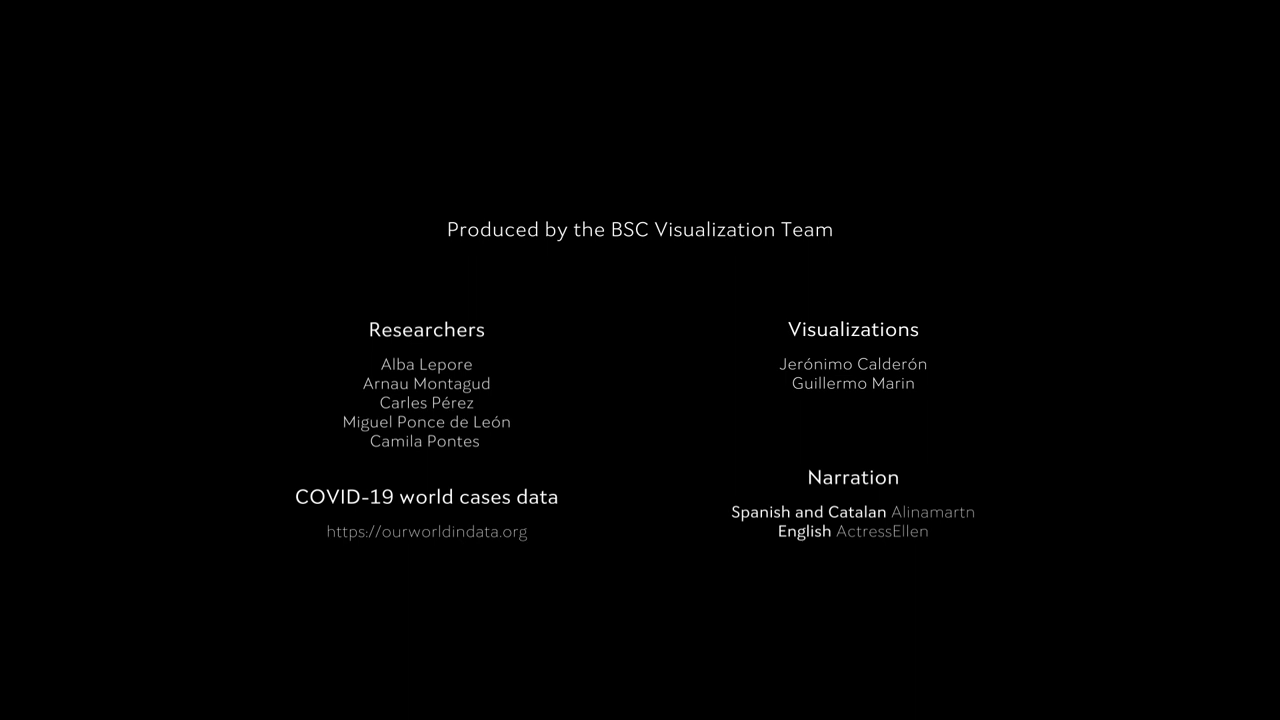 Produced by the BSC Visualization Team
Researchers
Alba Lepore
Arnau Montagud
Carles Pérez
Miguel Ponce de León
Camila Pontes
COVID-19 world cases data
https://ourworldindata.org
Visualizations
Jerónimo Calderón
Guillermo Marin
Narration
Spanish and Catalan Alinamartn
English ActressEllen